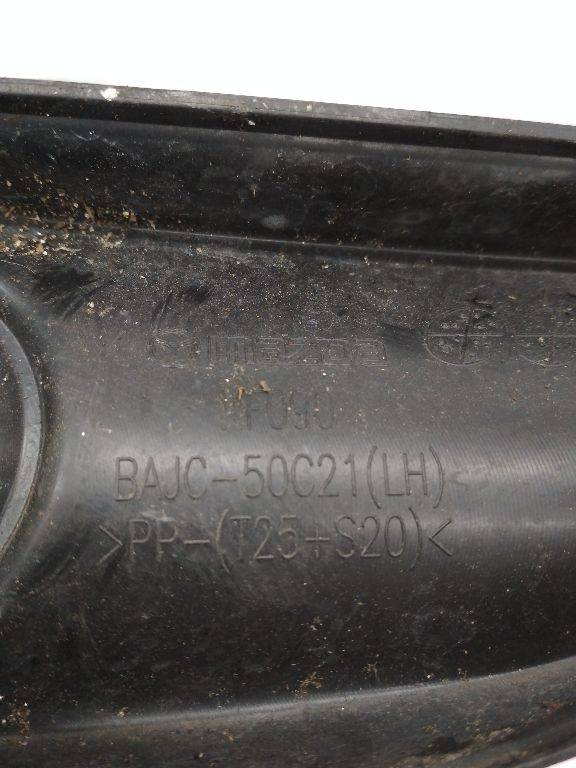 mazda
BAJC-50C21(LH)
>PP-(T25+S20)<